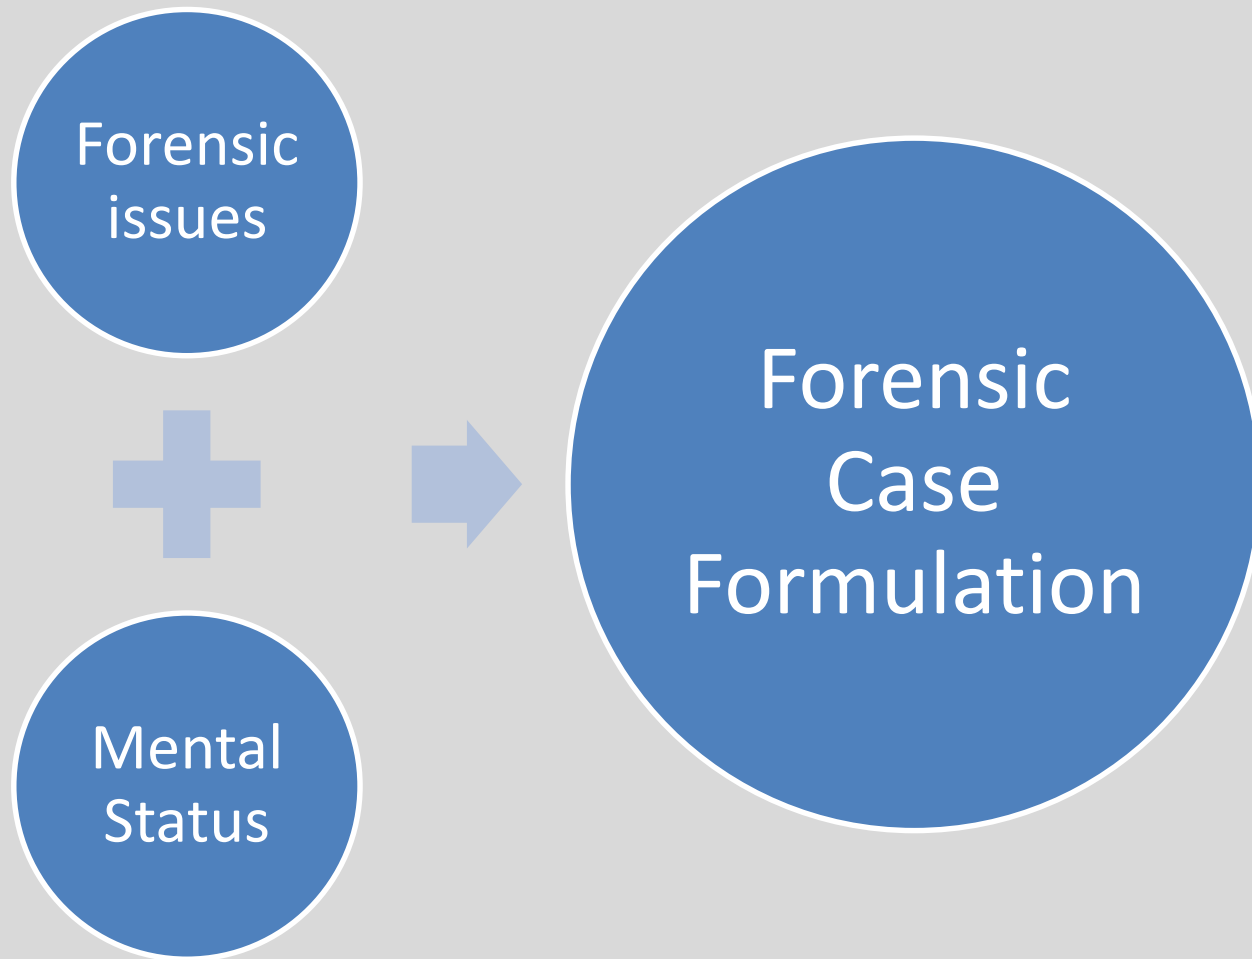 Forensic
issues
Mental
Status
Forensic
Case
Formulation